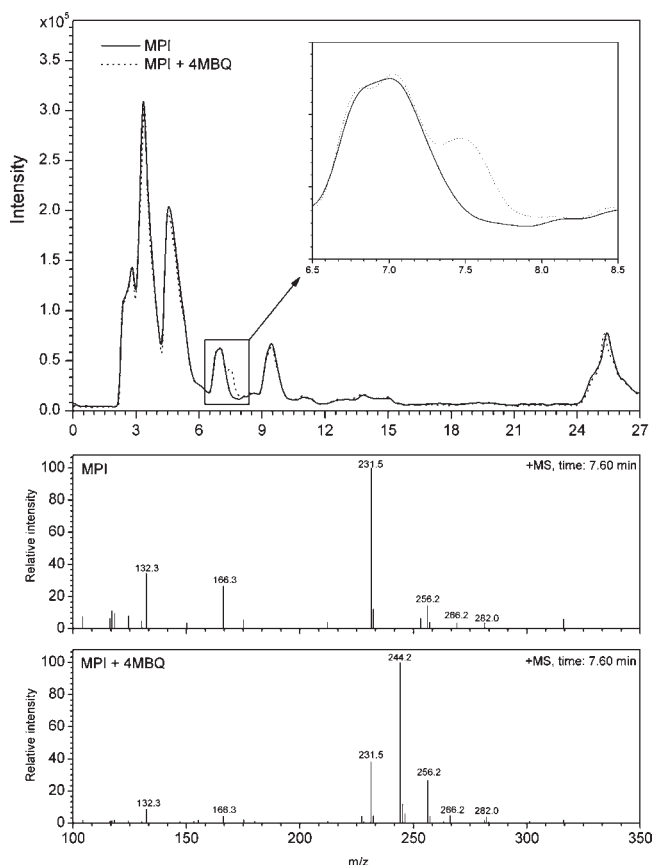 x10⁵
MPI
MPI + 4MBQ
Intensity
3.5
3.0
2.5
2.0
1.5
1.0
0.5
0.0
0 3 6 9 12 15 18 21 24 27
6.5 7.0 7.5 8.0 8.5
MPI
+MS, time: 7.60 min
Relative intensity
100
80
60
40
20
0
132.3
166.3
231.5
256.2
266.2
282.0
MPI + 4MBQ
+MS, time: 7.60 min
Relative intensity
100
80
60
40
20
0
132.3
166.3
231.5
244.2
256.2
266.2
282.0
100 150 200 250 300 350
m/z